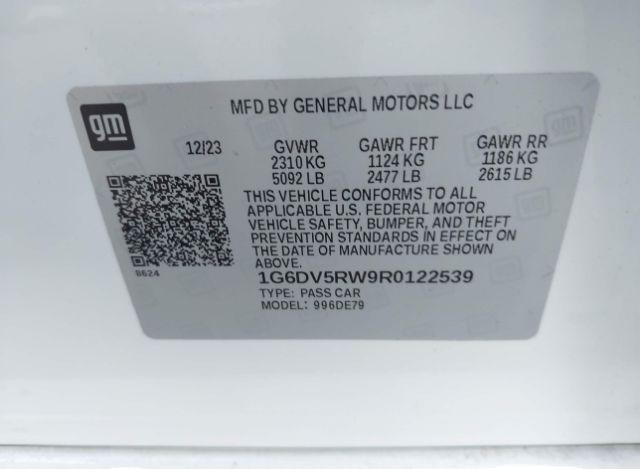 gm
MFD BY GENERAL MOTORS LLC
12/23 GVWR GAWR FRT GAWR RR
2310 KG 1124 KG 1186 KG
5092 LB 2477 LB 2615 LB
THIS VEHICLE CONFORMS TO ALL
APPLICABLE U.S. FEDERAL MOTOR
VEHICLE SAFETY, BUMPER, AND THEFT
PREVENTION STANDARDS IN EFFECT ON
THE DATE OF MANUFACTURE SHOWN
ABOVE.
8624
1G6DV5RW9R0122539
TYPE: PASS CAR
MODEL: 996DE79